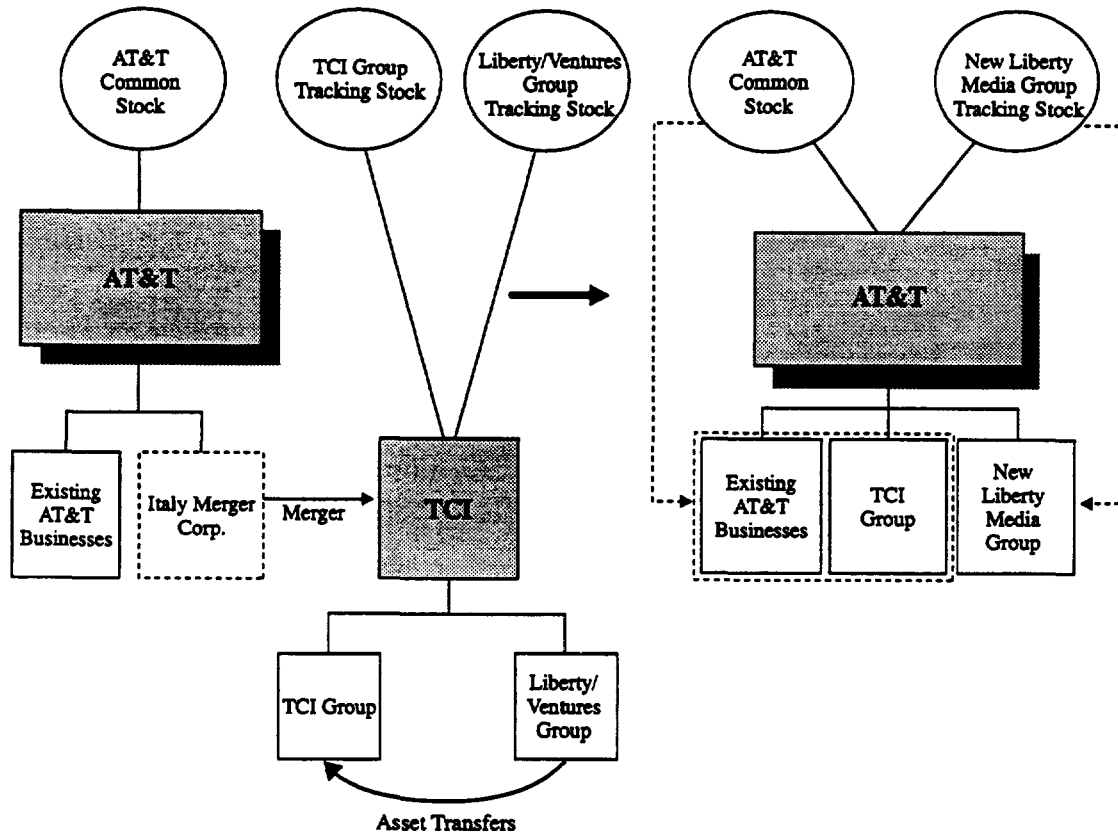 AT&T
Common
Stock
TCI Group
Tracking Stock
Liberty/Ventures
Group
Tracking Stock
AT&T
Common
Stock
New Liberty
Media Group
Tracking Stock
AT&T
AT&T
Existing
AT&T
Businesses
Italy Merger
Corp.
Merger
TCI
Existing
AT&T
Businesses
TCI
Group
New
Liberty
Media
Group
TCI Group
Liberty/
Ventures
Group
Asset Transfers